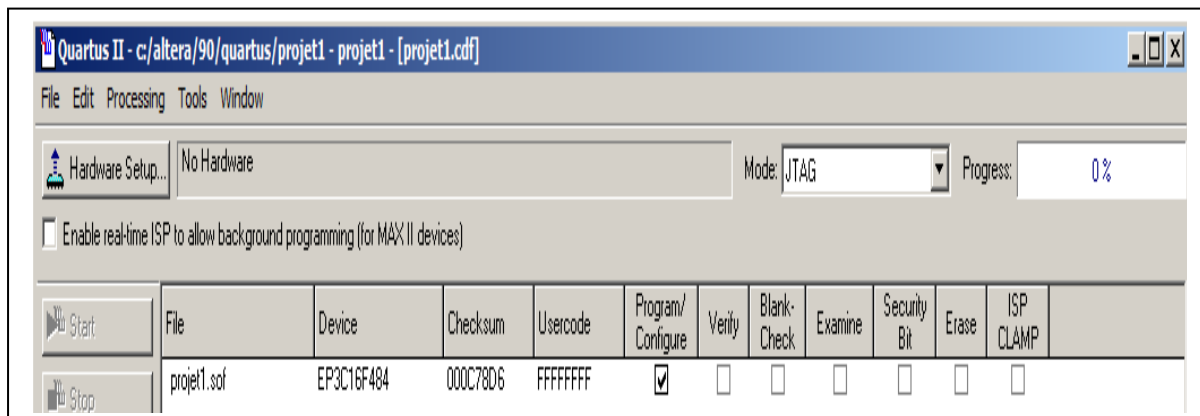 Quartus II - c:/altera/90/quartus/projet1 - projet1 - [projet1.cdf]
File Edit Processing Tools Window
Hardware Setup... No Hardware Mode: JTAG Progress: 0 %
Enable real-time ISP to allow background programming (for MAX II devices)
Start File Device Checksum Usercode Program/ Configure Verify Blank- Check Examine Security Bit Erase ISP CLAMP
projet1.sof EP3C16F484 000C78D6 FFFFFFFF
Stop